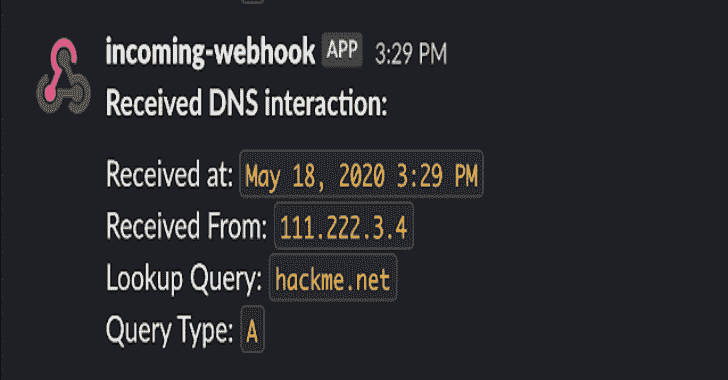 incoming-webhook APP 3:29 PM
Received DNS interaction:
Received at: May 18, 2020 3:29 PM
Received From: 111.222.3.4
Lookup Query: hackme.net
Query Type: A